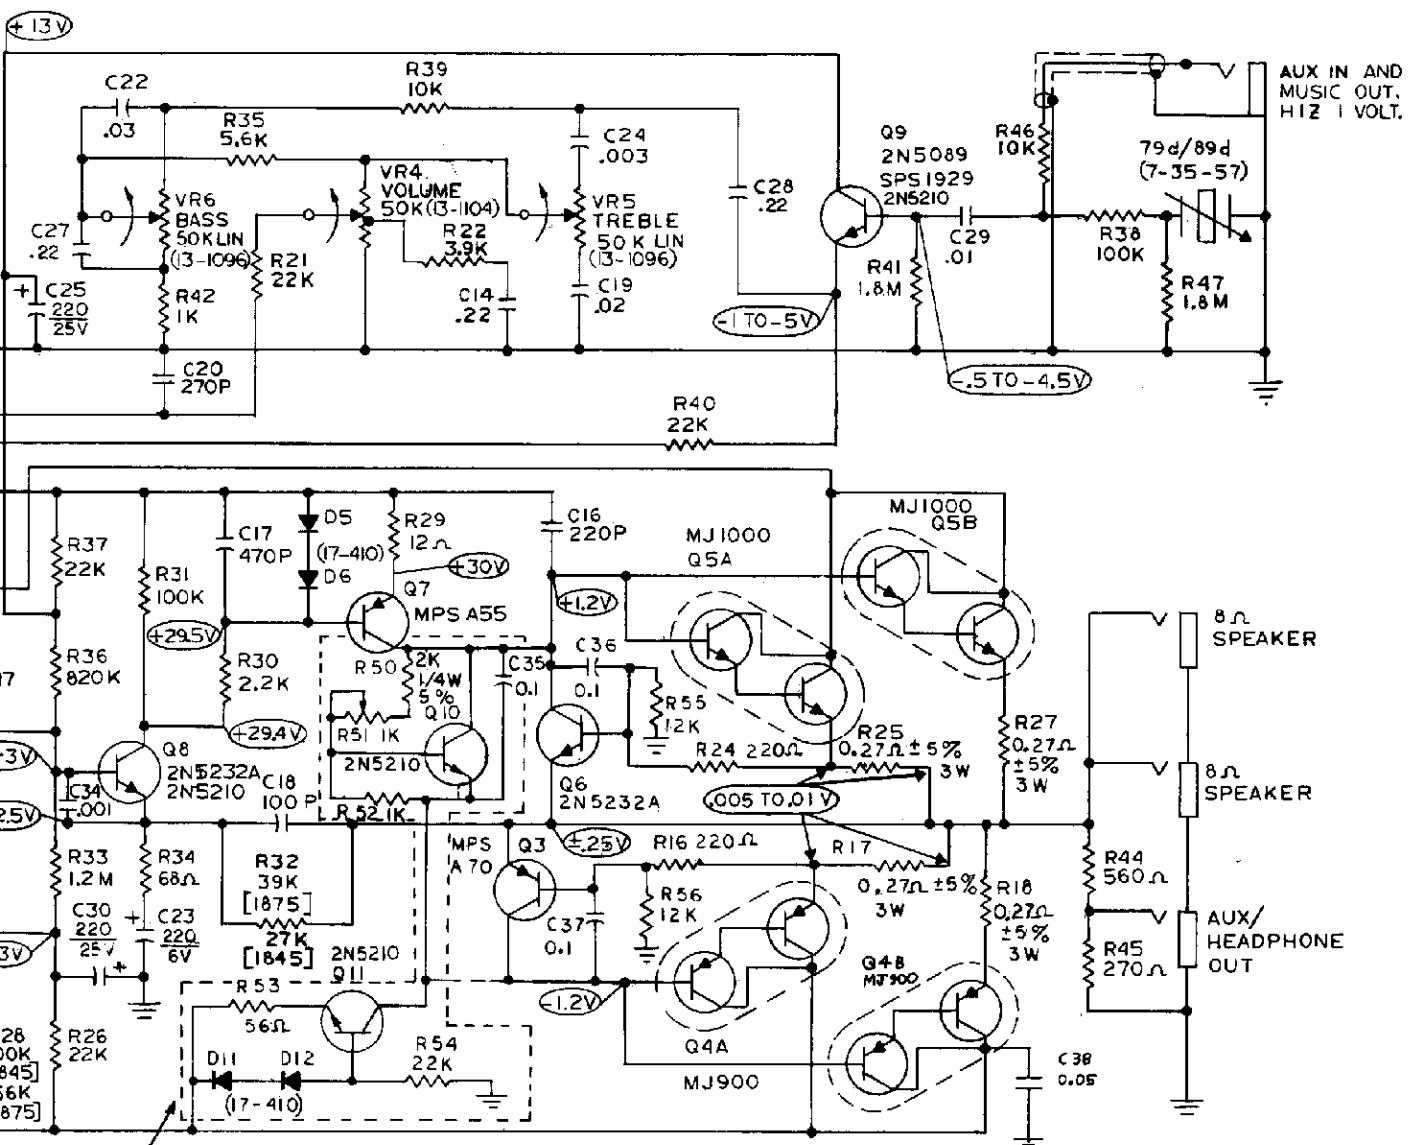 +13V
C22
.03
R39
10K
R35
5.6K
C24
.003
VR4
VOLUME
50K(13-1104)
VR6
BASS
50K LIN
(13-1096)
VR5
TREBLE
50K LIN
(13-1096)
C28
.22
Q9
2N5089
SPS1929
2N5210
R46
10K
AUX IN AND
MUSIC OUT.
HIZ 1 VOLT.
79d/89d
(7-35-57)
C27
.22
R22
3.9K
R21
22K
C25
220
25V
+
R42
1K
C14
.22
C19
.02
C29
.01
R41
1.8M
R38
100K
R47
1.8M
-1 TO -5V
-.5 TO -4.5V
C20
270P
R40
22K
R37
22K
R31
100K
C17
470P
D5
(17-410)
D6
R29
12Ω
+30V
Q7
MPS A55
C16
220P
MJ1000
Q5A
MJ1000
Q5B
+1.2V
+29.5V
R36
820K
R30
2.2K
+29.4V
R50
2K
1/4W
5%
Q10
R51 1K
2N5210
R52 1K
C35
0.1
C36
0.1
R55
12K
R24 220Ω
R25
0.27Ω ±5%
3W
R27
0.27Ω
±5%
3W
8Ω
SPEAKER
8Ω
SPEAKER
Q8
2N5232A
2N5210
C34
.001
C18
100P
Q6
2N5232A
.005 TO.01V
±.25V
R33
1.2M
R34
68Ω
R32
39K
[1875]
27K
[1845]
MPS
A70
Q3
R16 220Ω
R17
0.27Ω ±5%
3W
R18
0.27Ω
±5%
3W
R44
560Ω
R45
270Ω
AUX/
HEADPHONE
OUT
C30
220
25V
+
+
C23
220
6V
R56
12K
C37
0.1
2N5210
Q11
R53
56Ω
D11
D12
(17-410)
R54
22K
-1.2V
Q4A
MJ900
Q4B
MJ900
C38
0.05
R26
22K